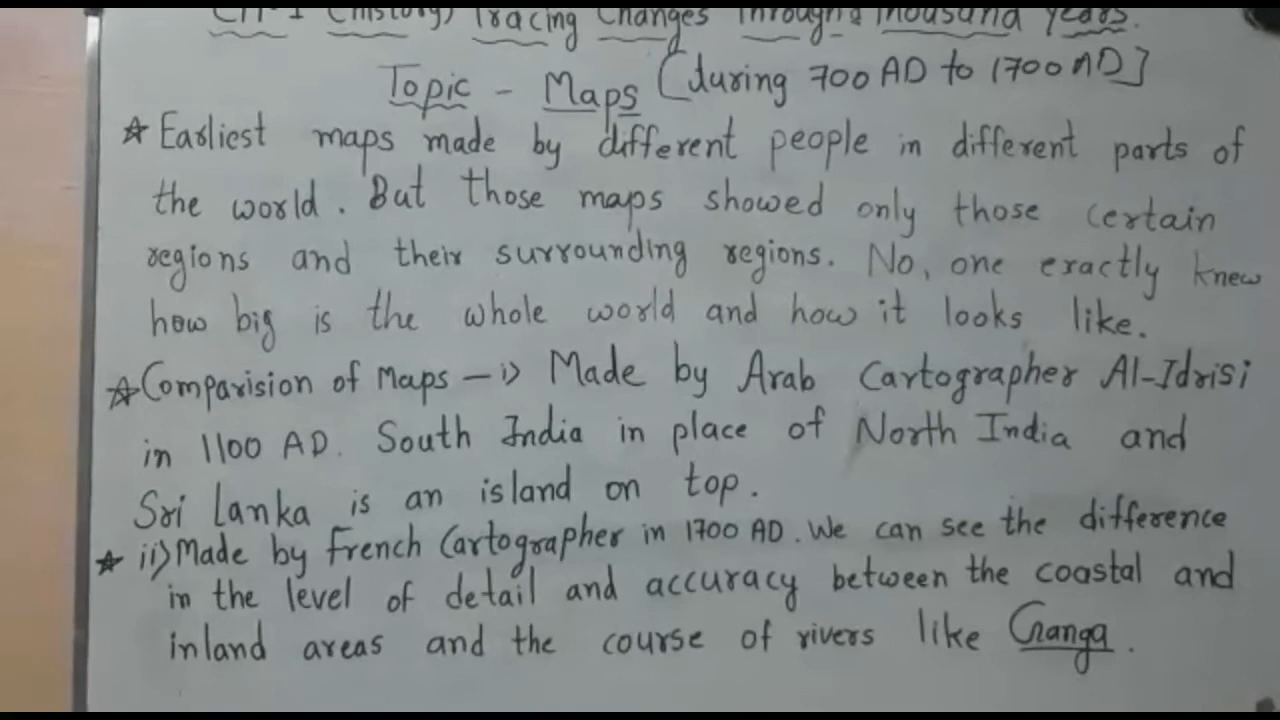 CH-1 (History) Tracing Changes Through a Thousand Years.
Topic - Maps [during 700 AD to 1700 AD]
☆ Earliest maps made by different people in different parts of
the world. But those maps showed only those certain
regions and their surrounding regions. No, one exactly knew
how big is the whole world and how it looks like.
☆ Comparision of Maps - i) Made by Arab Cartographer Al-Idrisi
in 1100 AD. South India in place of North India and
Sri Lanka is an island on top.
☆ ii) Made by French Cartographer in 1700 AD. We can see the difference
in the level of detail and accuracy between the coastal and
inland areas and the course of rivers like Ganga.